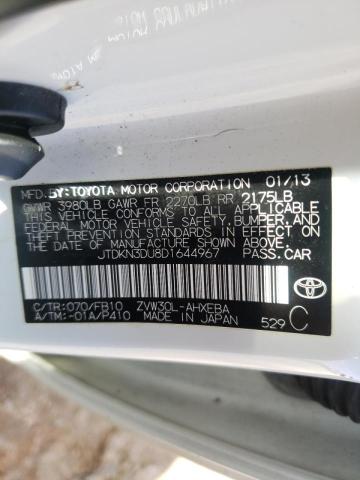 MFD.BY:TOYOTA MOTOR CORPORATION 01/13
GVWR 3980LB GAWR FR 2270LB RR 2175LB
THIS VEHICLE CONFORMS TO ALL APPLICABLE
FEDERAL MOTOR VEHICLE SAFETY, BUMPER, AND
THEFT PREVENTION STANDARDS IN EFFECT ON
THE DATE OF MANUFACTURE SHOWN ABOVE.
JTDKN3DU8D1644967 PASS.CAR
C/TR:070/FB10 ZVW30L-AHXEBA
A/TM:-01A/P410 MADE IN JAPAN 529 C
TOYOTA